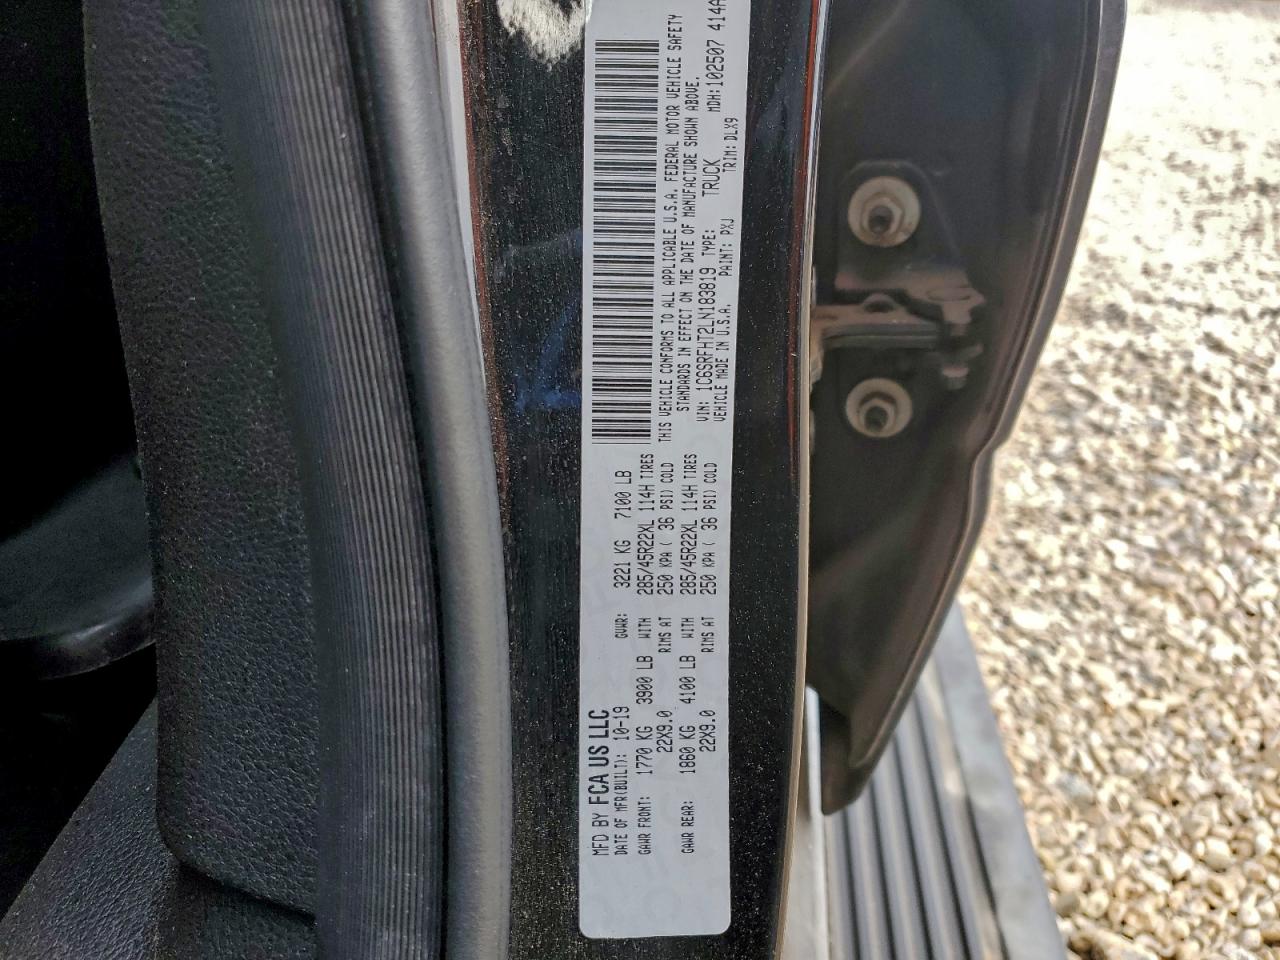 MFD BY FCA US LLC
DATE OF MFR(BUILT): 10-19 GVWR: 3221 KG 7100 LB
GAWR FRONT: 1770 KG 3900 LB WITH 285/45R22XL 114H TIRES
22X9.0 RIMS AT 250 KPA ( 36 PSI) COLD
GAWR REAR: 1860 KG 4100 LB WITH 285/45R22XL 114H TIRES
22X9.0 RIMS AT 250 KPA ( 36 PSI) COLD
THIS VEHICLE CONFORMS TO ALL APPLICABLE U.S.A. FEDERAL MOTOR VEHICLE SAFETY
STANDARDS IN EFFECT ON THE DATE OF MANUFACTURE SHOWN ABOVE.
VIN: 1C6SRFHT2LN183819 TYPE: TRUCK MDH:102507 414A
VEHICLE MADE IN U.S.A. PAINT: PXJ TRIM: DLX9